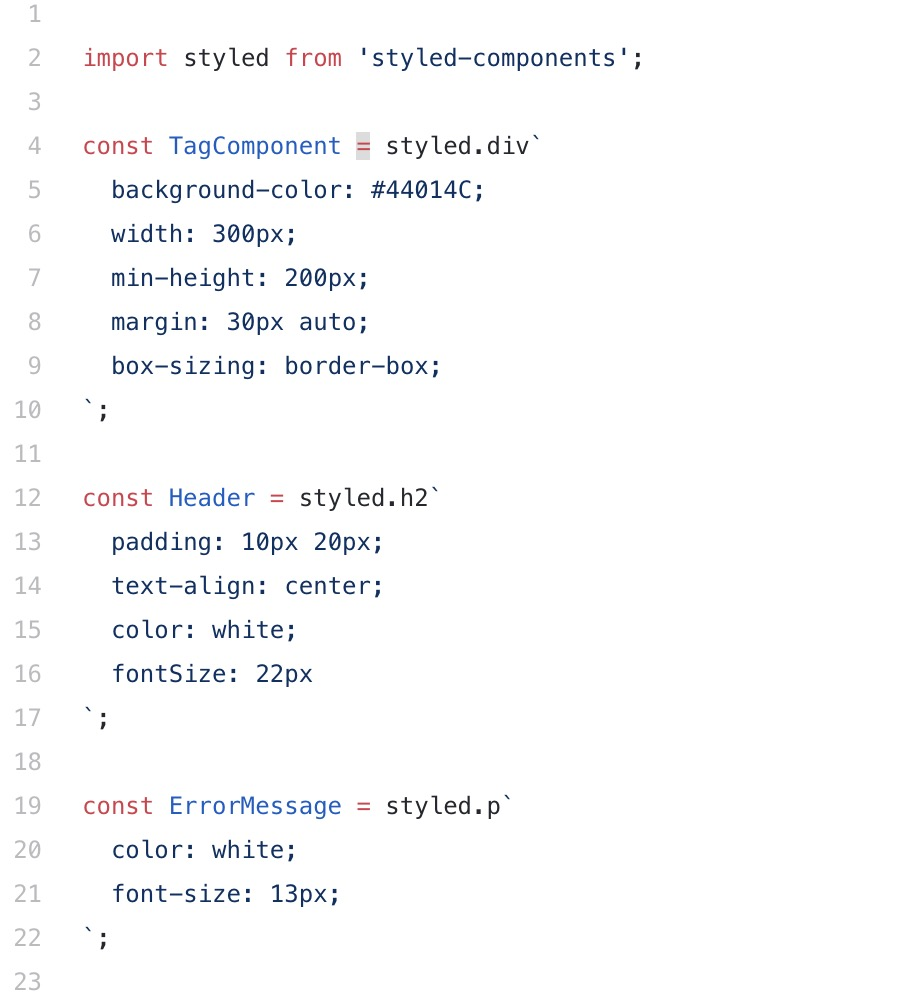 1
2 import styled from 'styled-components';
3
4 const TagComponent = styled.div`
5   background-color: #44014C;
6   width: 300px;
7   min-height: 200px;
8   margin: 30px auto;
9   box-sizing: border-box;
10 `;
11
12 const Header = styled.h2`
13   padding: 10px 20px;
14   text-align: center;
15   color: white;
16   fontSize: 22px
17 `;
18
19 const ErrorMessage = styled.p`
20   color: white;
21   font-size: 13px;
22 `;
23